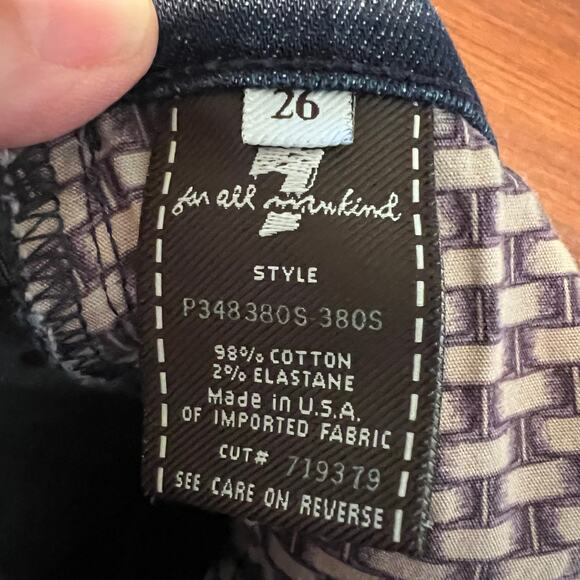 26
7
for all mankind
STYLE
P348380S-380S
98% COTTON
2% ELASTANE
Made in U.S.A.
OF IMPORTED FABRIC
CUT# 719379
SEE CARE ON REVERSE